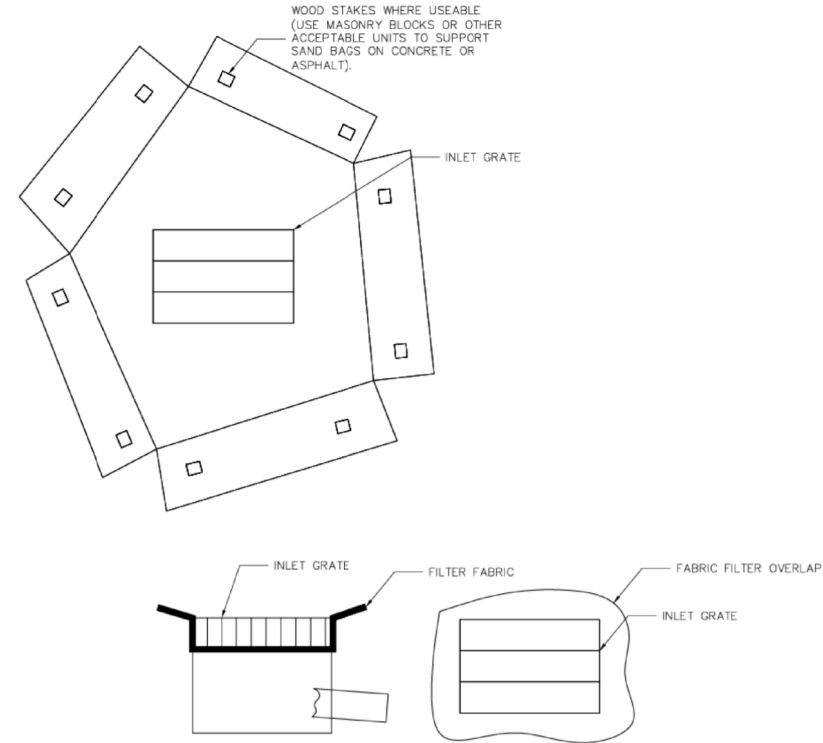 WOOD STAKES WHERE USEABLE
(USE MASONRY BLOCKS OR OTHER
ACCEPTABLE UNITS TO SUPPORT
SAND BAGS ON CONCRETE OR
ASPHALT).
INLET GRATE
INLET GRATE
FILTER FABRIC
FABRIC FILTER OVERLAP
INLET GRATE